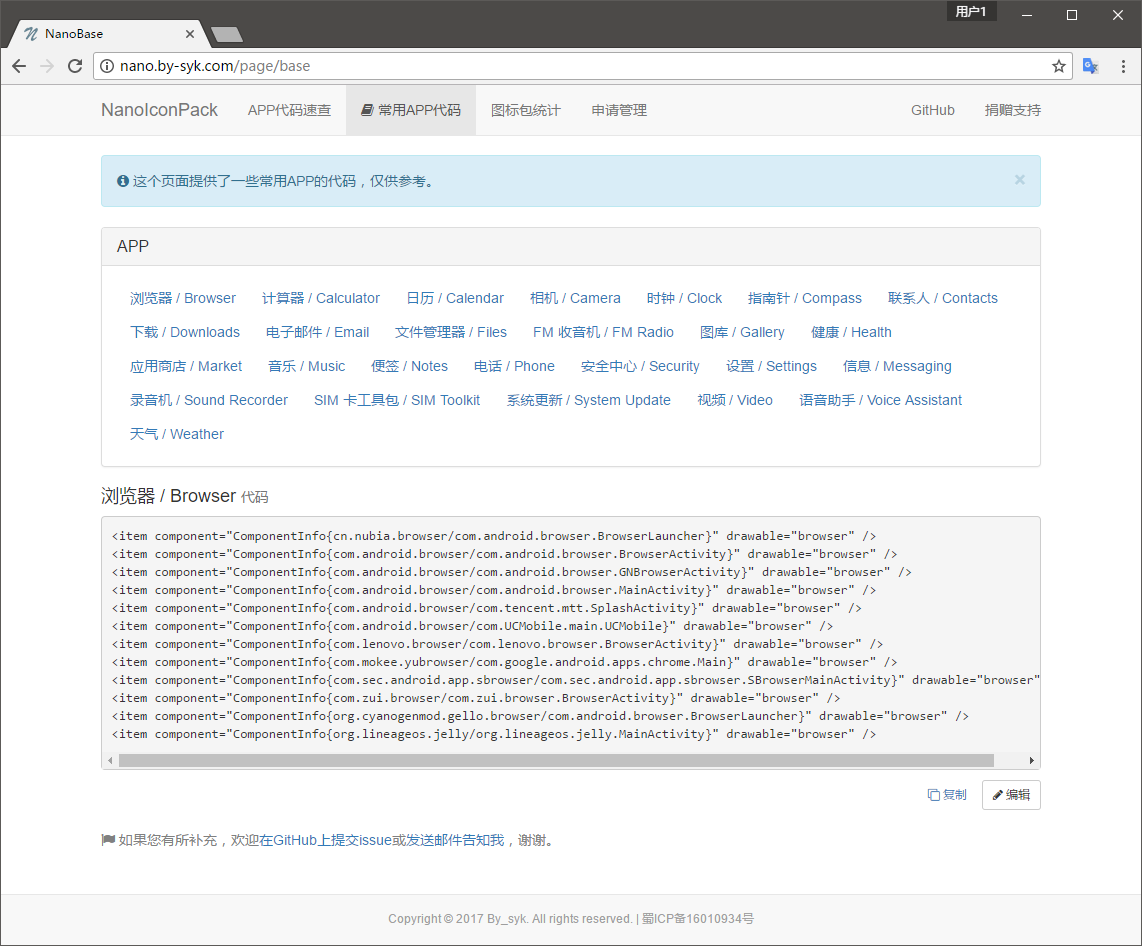 用户1
NanoBase
nano.by-syk.com/page/base
NanoIconPack APP代码速查 常用APP代码 图标包统计 申请管理 GitHub 捐赠支持
这个页面提供了一些常用APP的代码，仅供参考。 ×
APP
浏览器 / Browser 计算器 / Calculator 日历 / Calendar 相机 / Camera 时钟 / Clock 指南针 / Compass 联系人 / Contacts
下载 / Downloads 电子邮件 / Email 文件管理器 / Files FM 收音机 / FM Radio 图库 / Gallery 健康 / Health
应用商店 / Market 音乐 / Music 便签 / Notes 电话 / Phone 安全中心 / Security 设置 / Settings 信息 / Messaging
录音机 / Sound Recorder SIM 卡工具包 / SIM Toolkit 系统更新 / System Update 视频 / Video 语音助手 / Voice Assistant
天气 / Weather
浏览器 / Browser 代码
<item component="ComponentInfo{cn.nubia.browser/com.android.browser.BrowserLauncher}" drawable="browser" />
<item component="ComponentInfo{com.android.browser/com.android.browser.BrowserActivity}" drawable="browser" />
<item component="ComponentInfo{com.android.browser/com.android.browser.GNBrowserActivity}" drawable="browser" />
<item component="ComponentInfo{com.android.browser/com.android.browser.MainActivity}" drawable="browser" />
<item component="ComponentInfo{com.android.browser/com.tencent.mtt.SplashActivity}" drawable="browser" />
<item component="ComponentInfo{com.android.browser/com.UCMobile.main.UCMobile}" drawable="browser" />
<item component="ComponentInfo{com.lenovo.browser/com.lenovo.browser.BrowserActivity}" drawable="browser" />
<item component="ComponentInfo{com.mokee.yubrowser/com.google.android.apps.chrome.Main}" drawable="browser" />
<item component="ComponentInfo{com.sec.android.app.sbrowser/com.sec.android.app.sbrowser.SBrowserMainActivity}" drawable="browser"
<item component="ComponentInfo{com.zui.browser/com.zui.browser.BrowserActivity}" drawable="browser" />
<item component="ComponentInfo{org.cyanogenmod.gello.browser/com.android.browser.BrowserLauncher}" drawable="browser" />
<item component="ComponentInfo{org.lineageos.jelly/org.lineageos.jelly.MainActivity}" drawable="browser" />
复制 编辑
如果您有所补充，欢迎在GitHub上提交issue或发送邮件告知我，谢谢。
Copyright © 2017 By_syk. All rights reserved. | 蜀ICP备16010934号